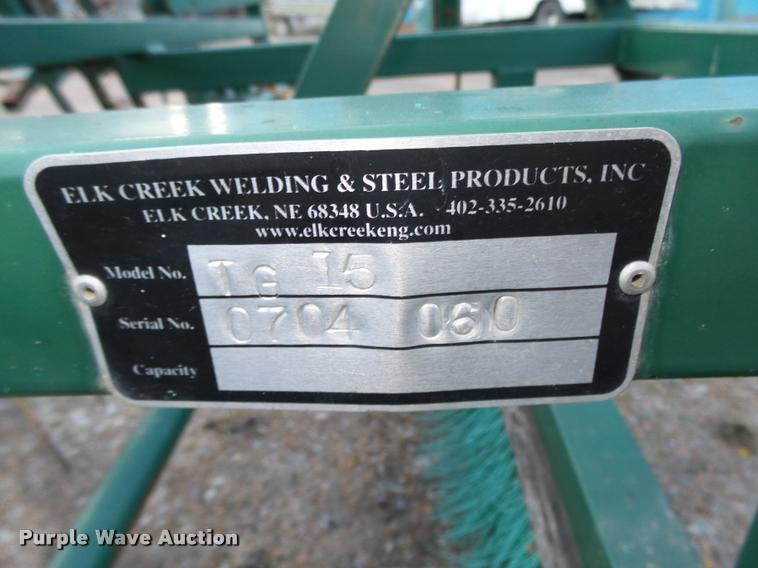 ELK CREEK WELDING & STEEL PRODUCTS, INC
ELK CREEK, NE 68348 U.S.A. 402-335-2610
www.elkcreekeng.com
Model No. TG 15
Serial No. 0704 060
Capacity
Purple Wave Auction